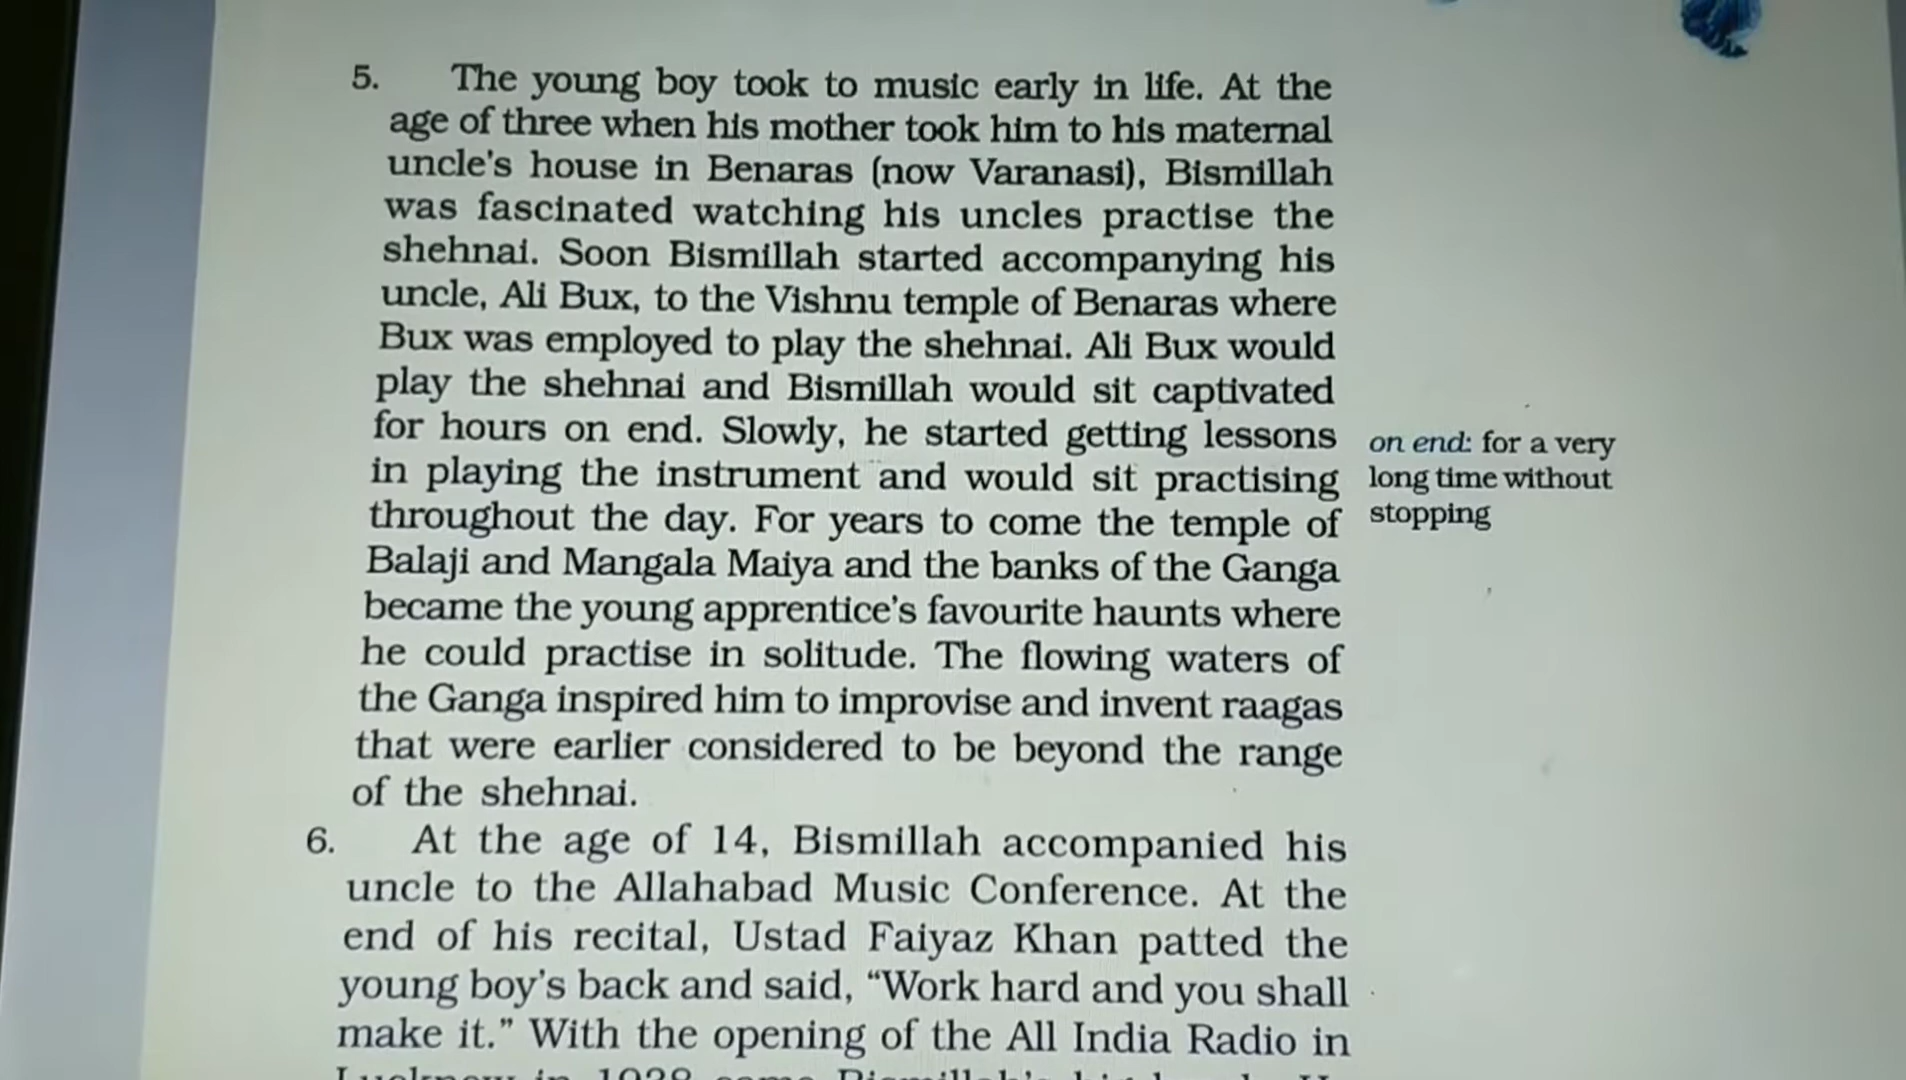 5. The young boy took to music early in life. At the
age of three when his mother took him to his maternal
uncle's house in Benaras (now Varanasi), Bismillah
was fascinated watching his uncles practise the
shehnai. Soon Bismillah started accompanying his
uncle, Ali Bux, to the Vishnu temple of Benaras where
Bux was employed to play the shehnai. Ali Bux would
play the shehnai and Bismillah would sit captivated
for hours on end. Slowly, he started getting lessons
in playing the instrument and would sit practising
throughout the day. For years to come the temple of
Balaji and Mangala Maiya and the banks of the Ganga
became the young apprentice's favourite haunts where
he could practise in solitude. The flowing waters of
the Ganga inspired him to improvise and invent raagas
that were earlier considered to be beyond the range
of the shehnai.
on end: for a very
long time without
stopping
6. At the age of 14, Bismillah accompanied his
uncle to the Allahabad Music Conference. At the
end of his recital, Ustad Faiyaz Khan patted the
young boy's back and said, “Work hard and you shall
make it.” With the opening of the All India Radio in